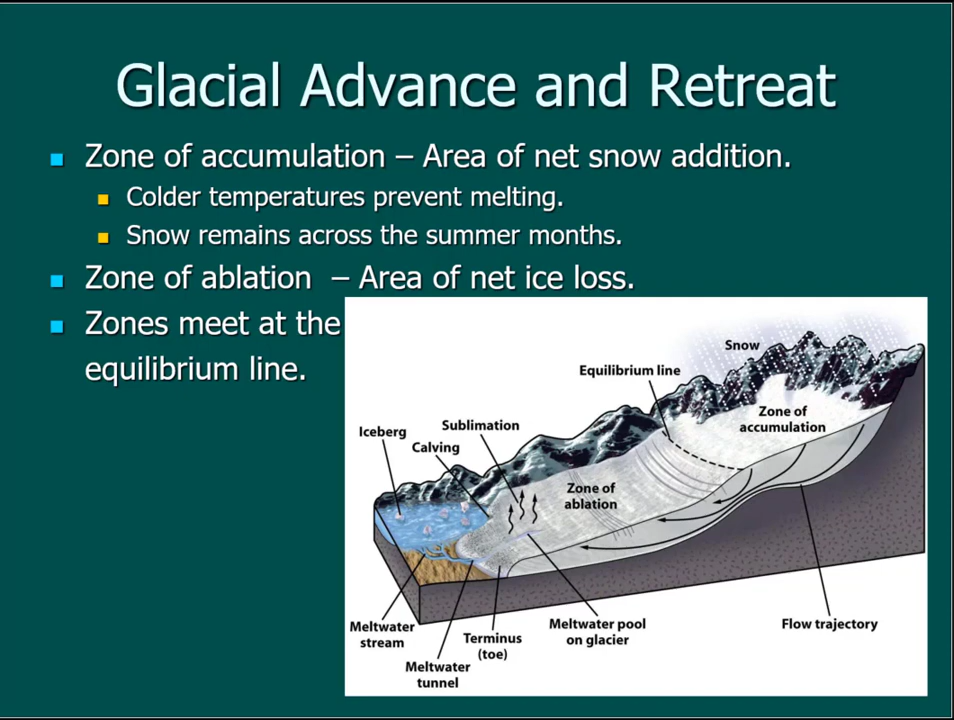 Glacial Advance and Retreat
Zone of accumulation – Area of net snow addition.
Colder temperatures prevent melting.
Snow remains across the summer months.
Zone of ablation – Area of net ice loss.
Zones meet at the
equilibrium line.
Snow
Equilibrium line
Zone of
accumulation
Sublimation
Iceberg
Calving
Zone of
ablation
Meltwater
stream
Terminus
(toe)
Meltwater
tunnel
Meltwater pool
on glacier
Flow trajectory